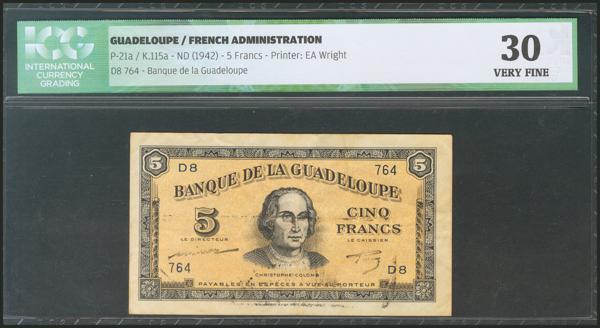 ICG
INTERNATIONAL
CURRENCY
GRADING
GUADELOUPE / FRENCH ADMINISTRATION
P-21a / K.115a - ND (1942) - 5 Francs - Printer: EA Wright
D8 764 - Banque de la Guadeloupe
30
VERY FINE
5
5
D8
764
BANQUE DE LA GUADELOUPE
5
CINQ
FRANCS
LE DIRECTEUR
LE CAISSIER
CHRISTOPHE COLOMB
764
D8
PAYABLES EN ESPÈCES À VUE AU PORTEUR